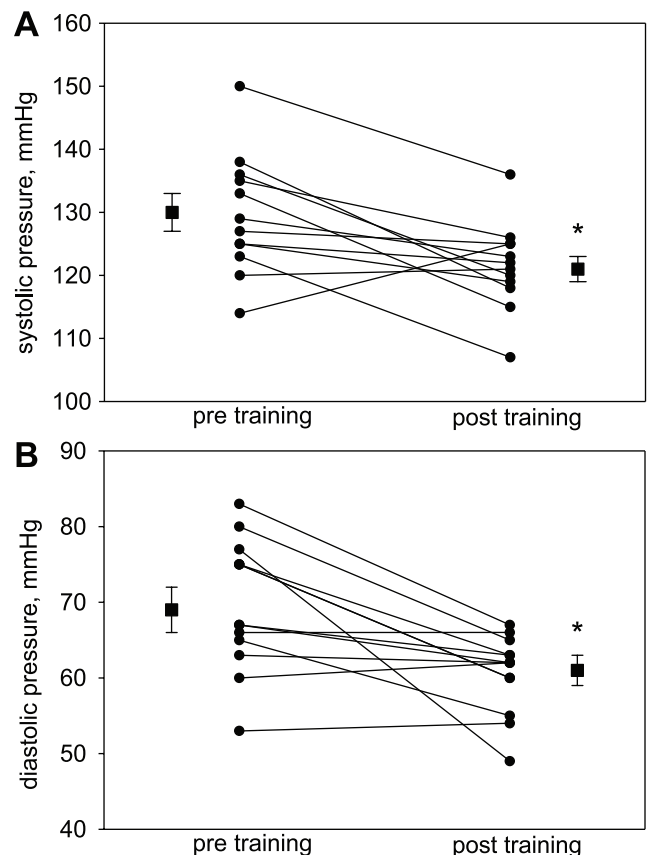 A
systolic pressure, mmHg
160
150
140
130
120
110
100
*
pre training
post training
B
diastolic pressure, mmHg
90
80
70
60
50
40
*
pre training
post training